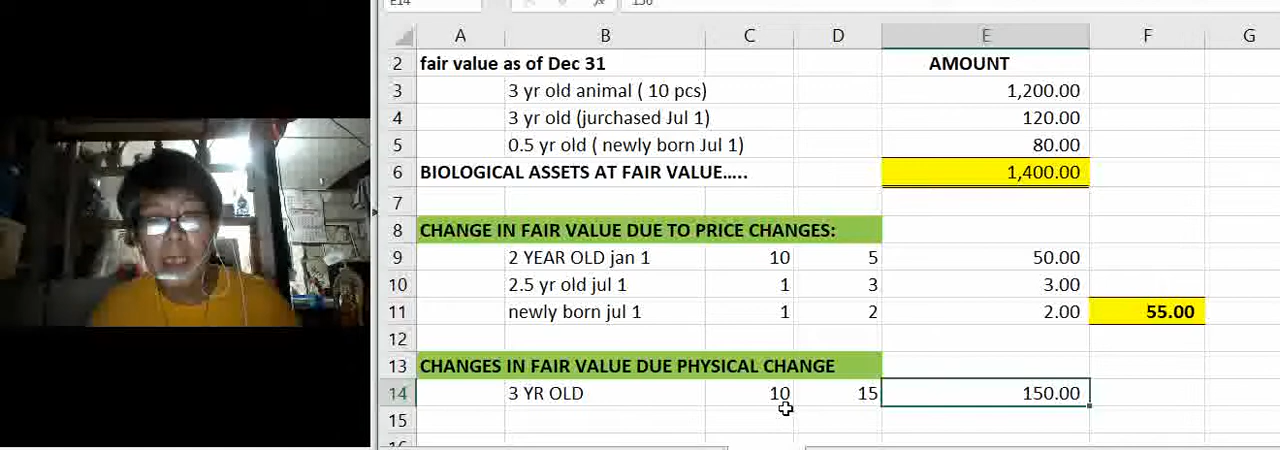 E14 fx 150
A B C D E F G
2 fair value as of Dec 31 AMOUNT
3 3 yr old animal ( 10 pcs) 1,200.00
4 3 yr old (jurchased Jul 1) 120.00
5 0.5 yr old ( newly born Jul 1) 80.00
6 BIOLOGICAL ASSETS AT FAIR VALUE..... 1,400.00
7
8 CHANGE IN FAIR VALUE DUE TO PRICE CHANGES:
9 2 YEAR OLD jan 1 10 5 50.00
10 2.5 yr old jul 1 1 3 3.00
11 newly born jul 1 1 2 2.00 55.00
12
13 CHANGES IN FAIR VALUE DUE PHYSICAL CHANGE
14 3 YR OLD 10 15 150.00
15
16